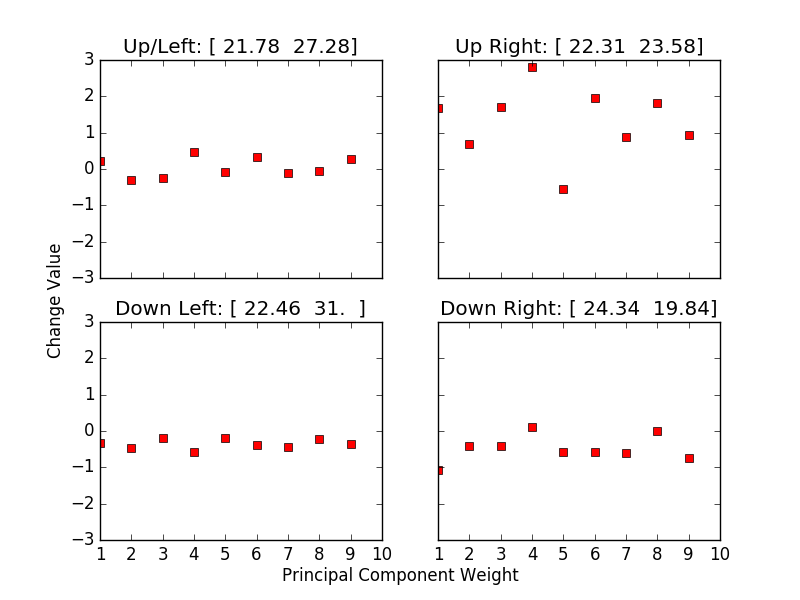 Up/Left: [ 21.78  27.28]
Up Right: [ 22.31  23.58]
3
2
1
0
−1
−2
−3
Change Value
Down Left: [ 22.46  31.  ]
Down Right: [ 24.34  19.84]
3
2
1
0
−1
−2
−3
1 2 3 4 5 6 7 8 9 10
1 2 3 4 5 6 7 8 9 10
Principal Component Weight